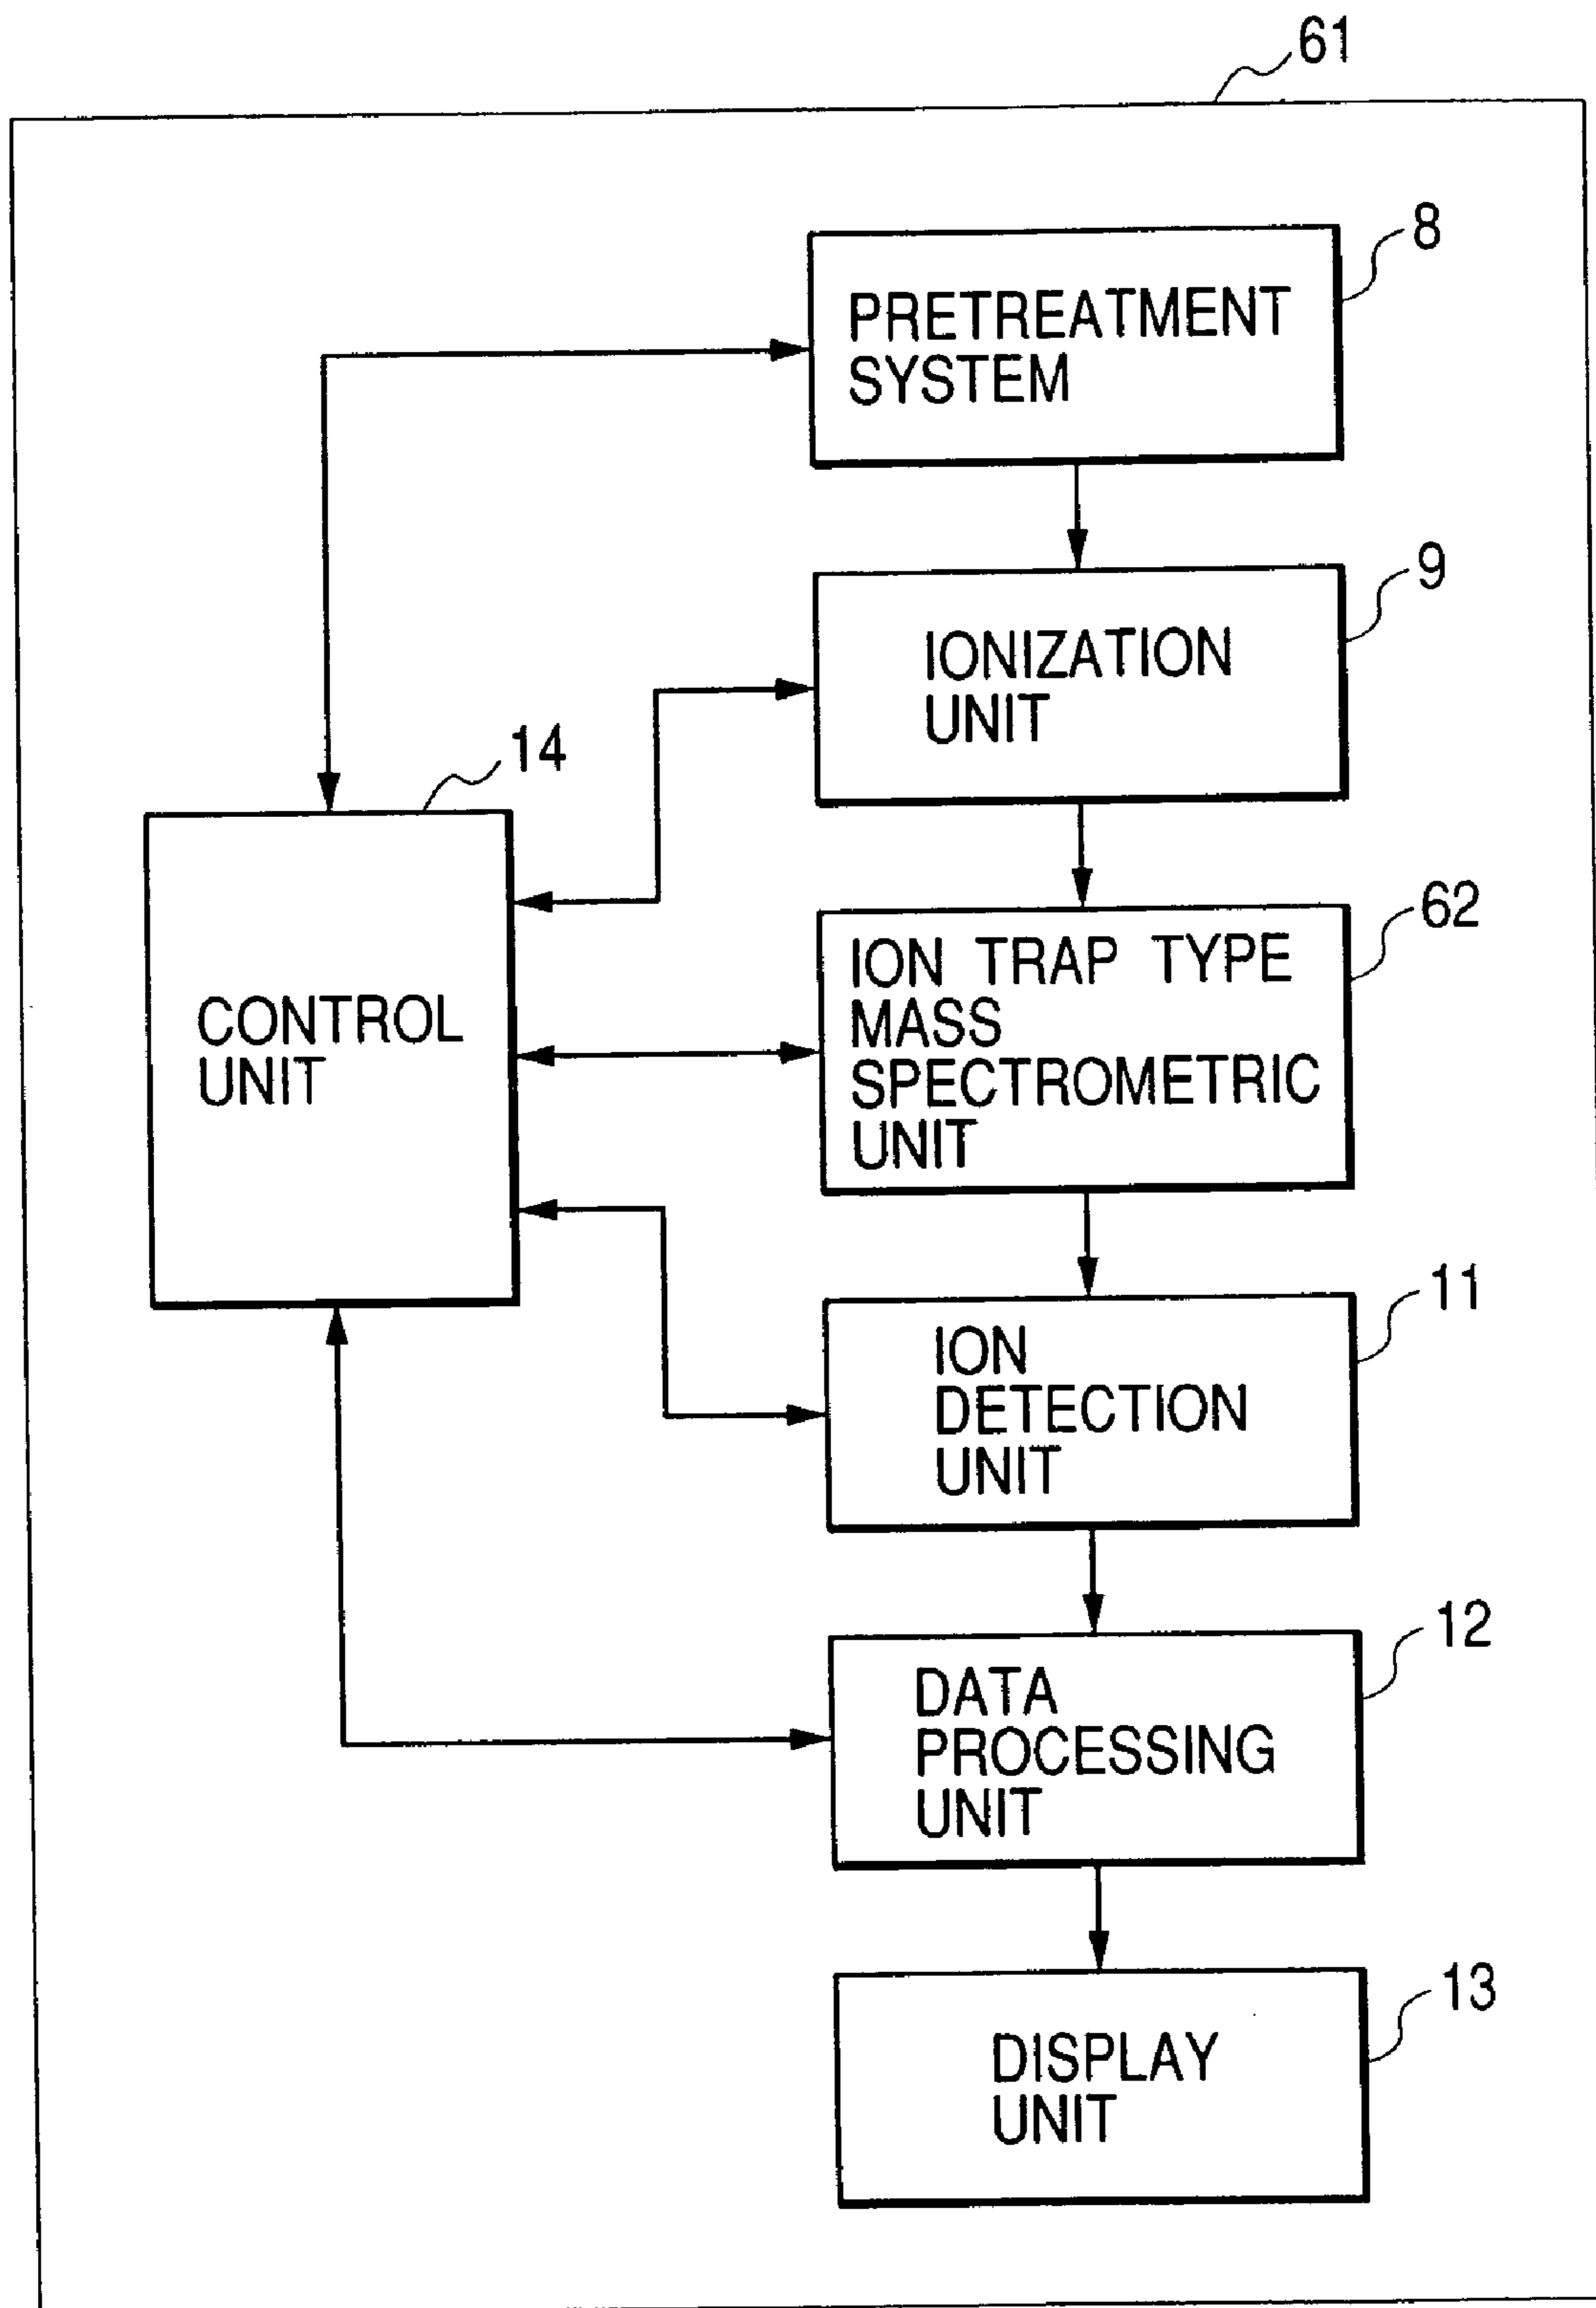 61
8
PRETREATMENT
SYSTEM
9
IONIZATION
UNIT
14
CONTROL
UNIT
62
ION TRAP TYPE
MASS
SPECTROMETRIC
UNIT
11
ION
DETECTION
UNIT
12
DATA
PROCESSING
UNIT
13
DISPLAY
UNIT